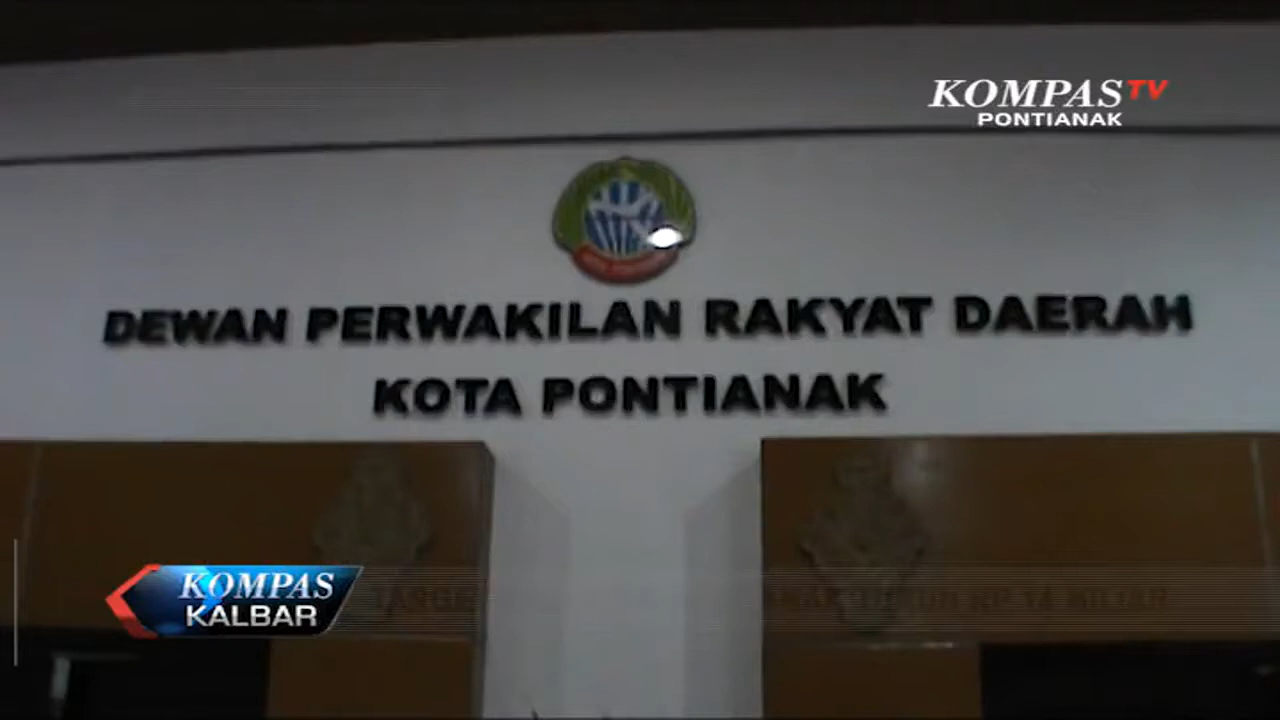 KOMPAS TV
PONTIANAK
DEWAN PERWAKILAN RAKYAT DAERAH
KOTA PONTIANAK
KOMPAS
KALBAR